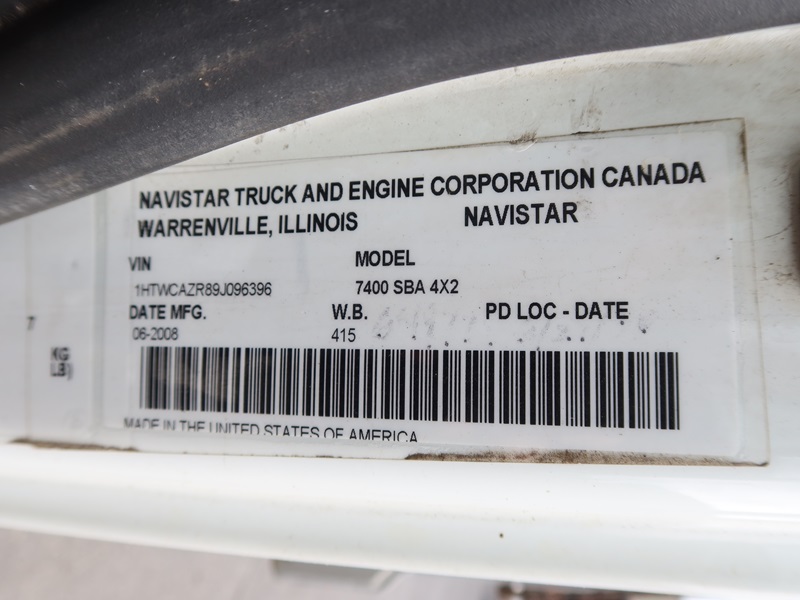 NAVISTAR TRUCK AND ENGINE CORPORATION CANADA
WARRENVILLE, ILLINOIS NAVISTAR
VIN MODEL
1HTWCAZR89J096396 7400 SBA 4X2
DATE MFG. W.B. PD LOC - DATE
06-2008 415
KG
LB)
MADE IN THE UNITED STATES OF AMERICA